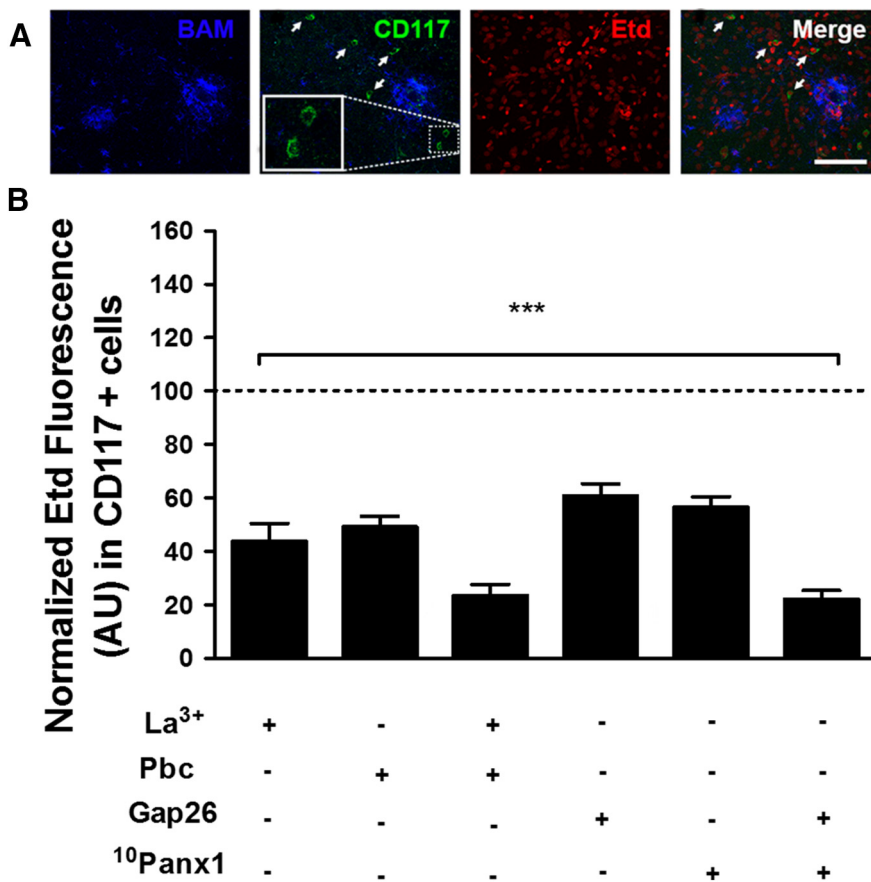 A
BAM
CD117
Etd
Merge
B
Normalized Etd Fluorescence
(AU) in CD117 + cells
160
140
120
100
80
60
40
20
0
***
La³⁺ + - + - - -
Pbc - + + - - -
Gap26 - - - + - +
¹⁰Panx1 - - - - + +